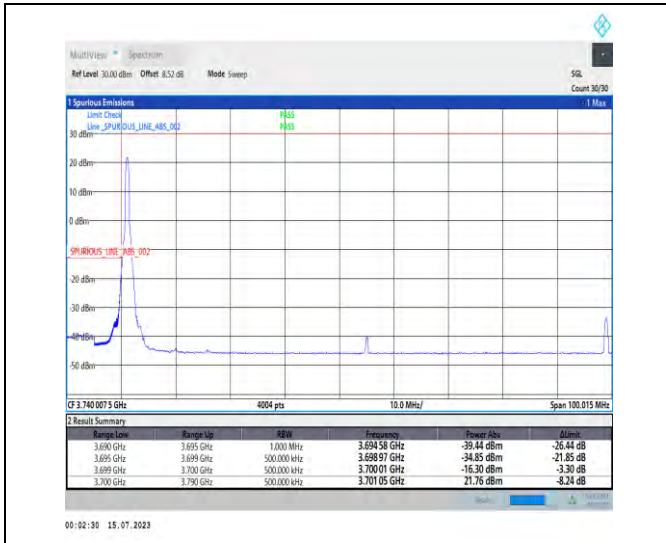 MultiView Spectrum
Ref Level 30.00 dBm Offset 8.52 dB Mode Sweep SGL
Count 30/30
1 Spurious Emissions 1 Max
Limit Check PASS
Line _SPURIOUS_LINE_ABS_002 PASS
30 dBm
20 dBm
10 dBm
0 dBm
SPURIOUS_LINE_ABS_002
-20 dBm
-30 dBm
-40 dBm
-50 dBm
CF 3.740 007 5 GHz 4004 pts 10.0 MHz/ Span 100.015 MHz
2 Result Summary
Range Low Range Up RBW Frequency Power Abs ΔLimit
3.690 GHz 3.695 GHz 1.000 MHz 3.694 58 GHz -39.44 dBm -26.44 dB
3.695 GHz 3.699 GHz 500.000 kHz 3.698 97 GHz -34.85 dBm -21.85 dB
3.699 GHz 3.700 GHz 500.000 kHz 3.700 01 GHz -16.30 dBm -3.30 dB
3.700 GHz 3.790 GHz 500.000 kHz 3.701 05 GHz 21.76 dBm -8.24 dB
00:02:30 15.07.2023